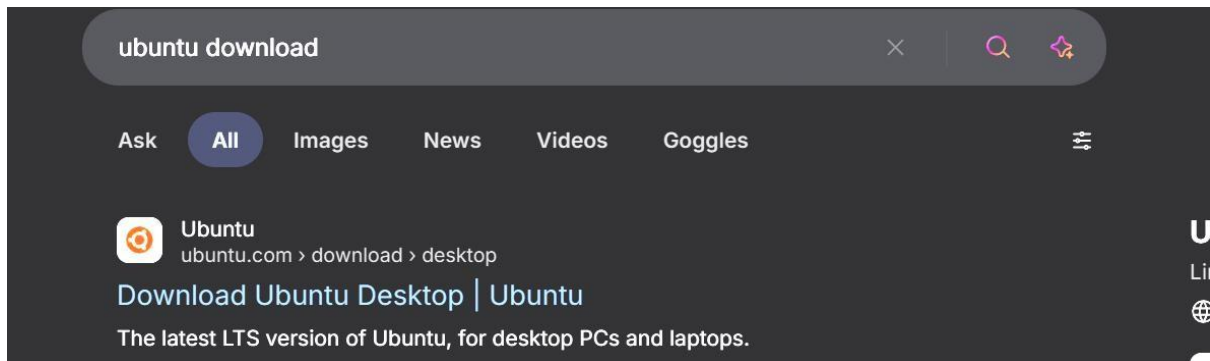 ubuntu download
Ask All Images News Videos Goggles
Ubuntu
ubuntu.com › download › desktop
Download Ubuntu Desktop | Ubuntu
The latest LTS version of Ubuntu, for desktop PCs and laptops.